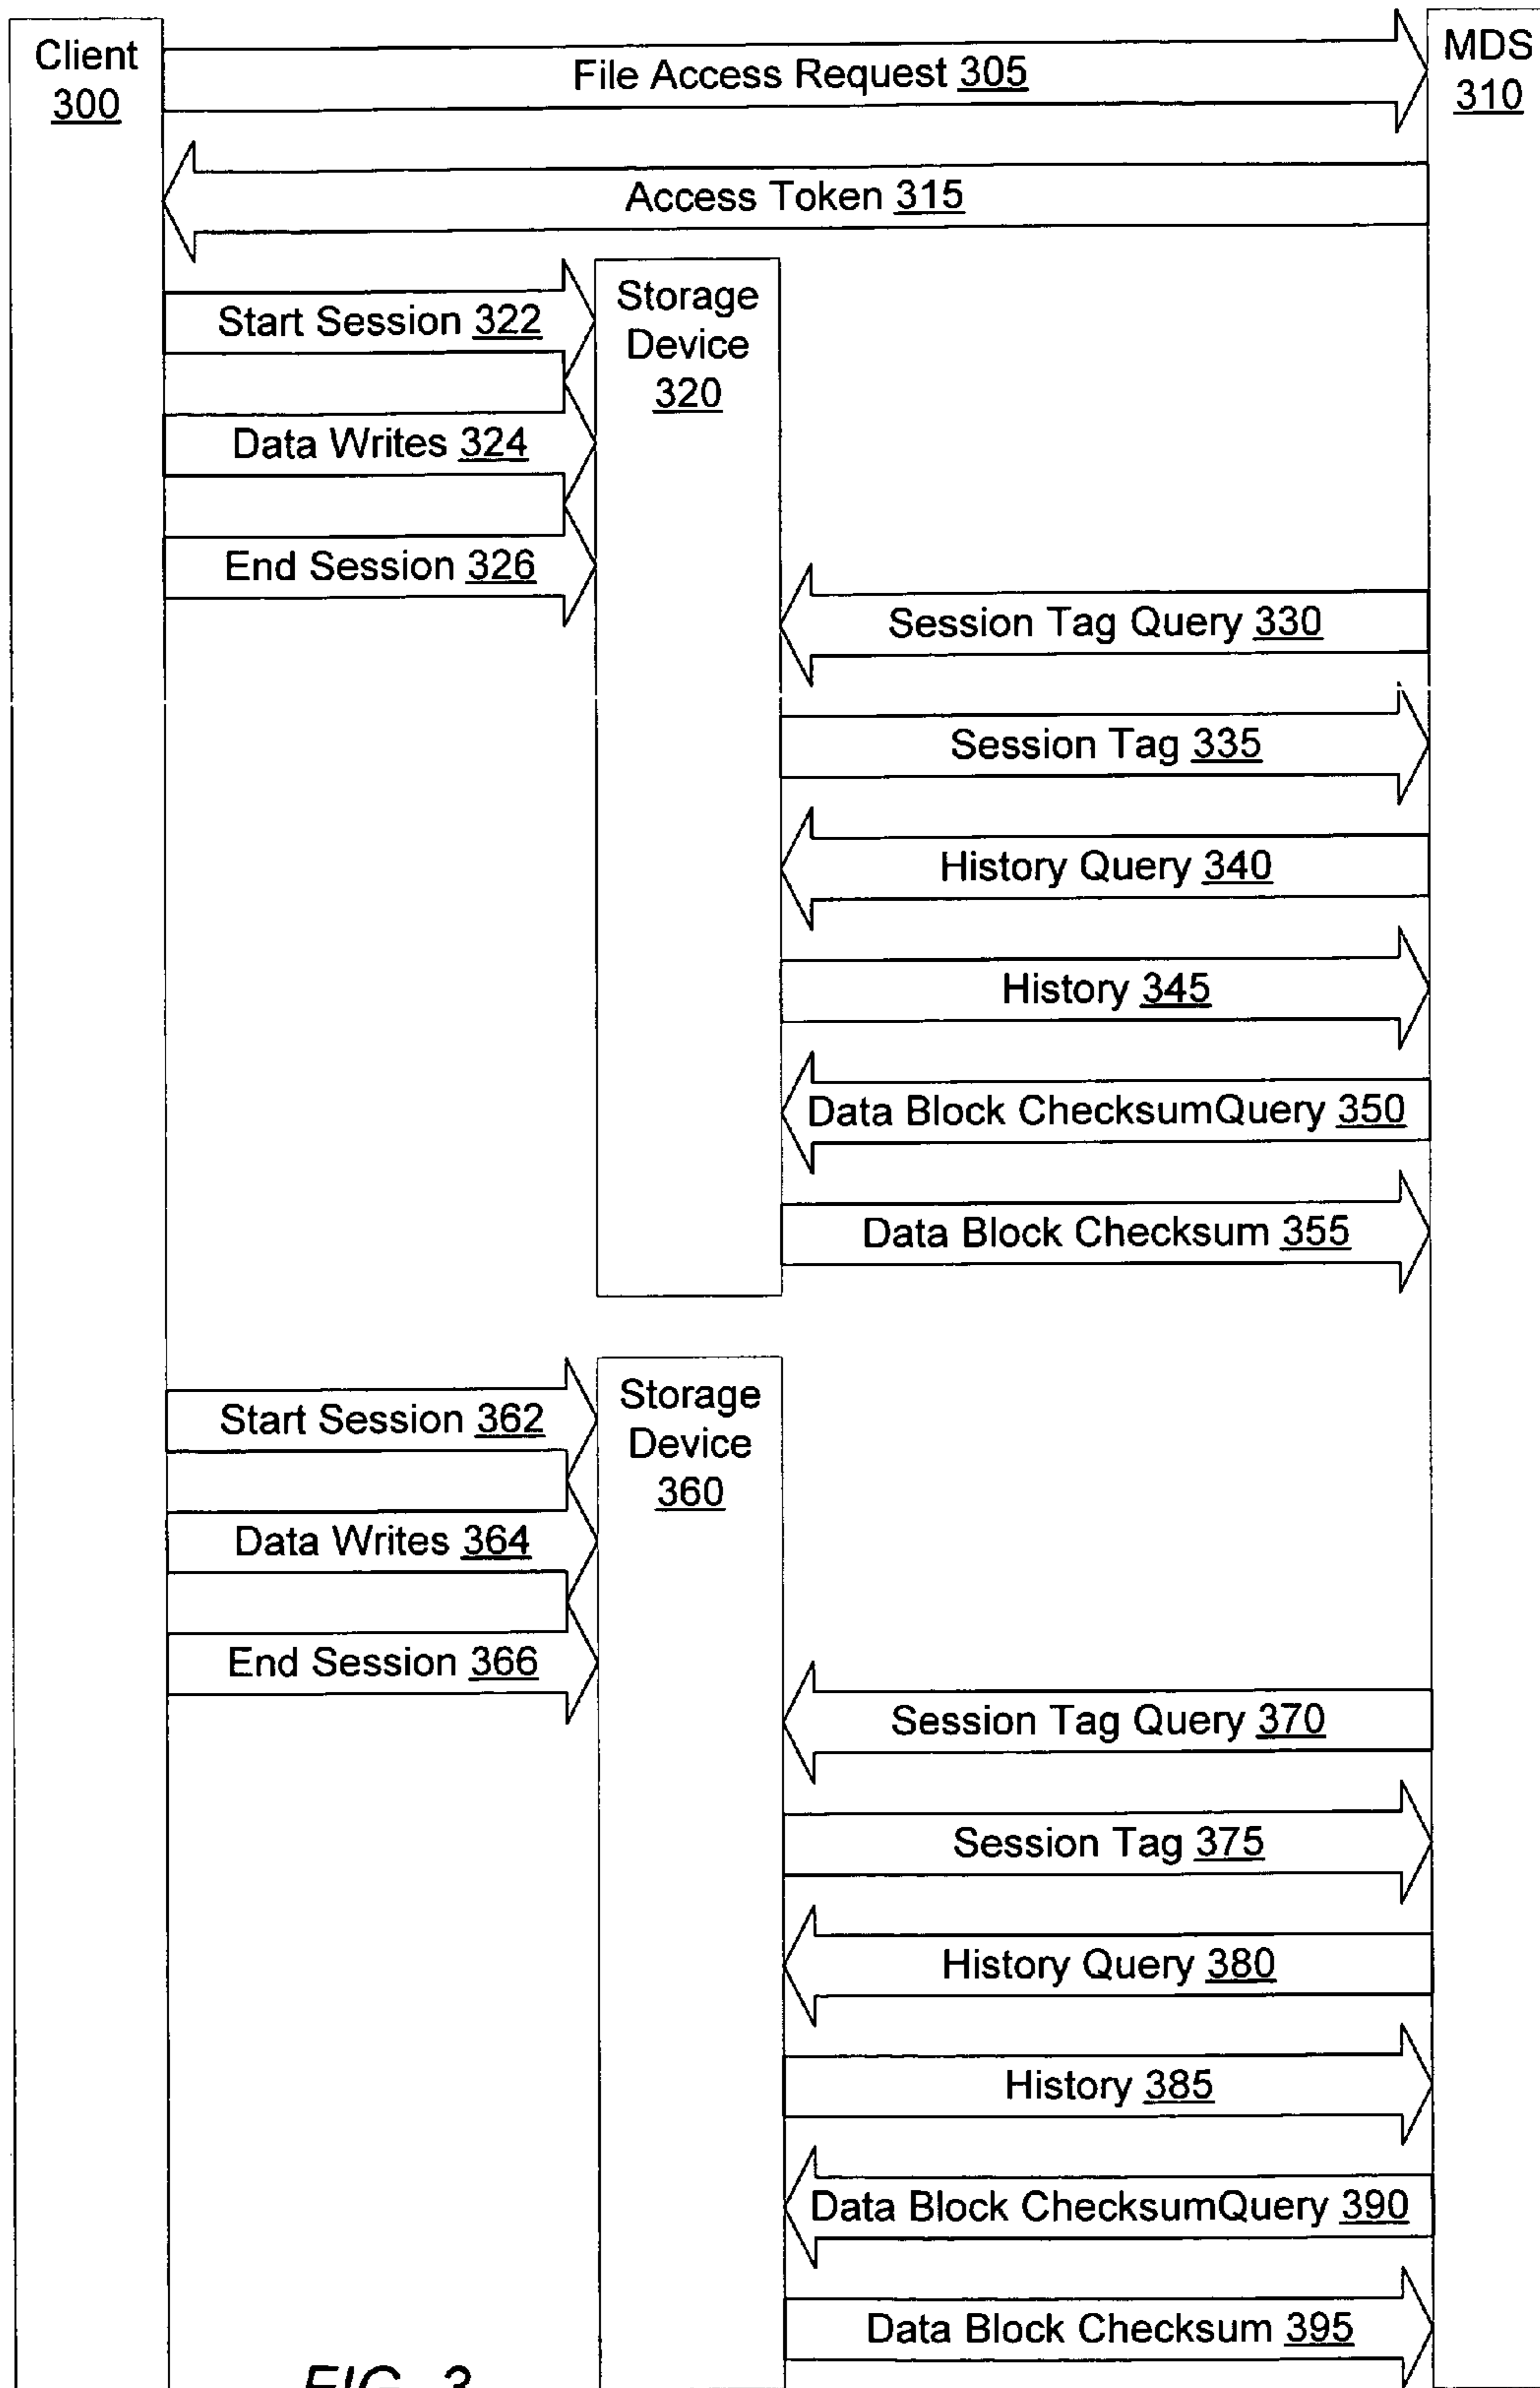 Client
300
File Access Request 305
MDS
310
Access Token 315
Start Session 322
Storage
Device
320
Data Writes 324
End Session 326
Session Tag Query 330
Session Tag 335
History Query 340
History 345
Data Block ChecksumQuery 350
Data Block Checksum 355
Start Session 362
Storage
Device
360
Data Writes 364
End Session 366
Session Tag Query 370
Session Tag 375
History Query 380
History 385
Data Block ChecksumQuery 390
Data Block Checksum 395
FIG. 3